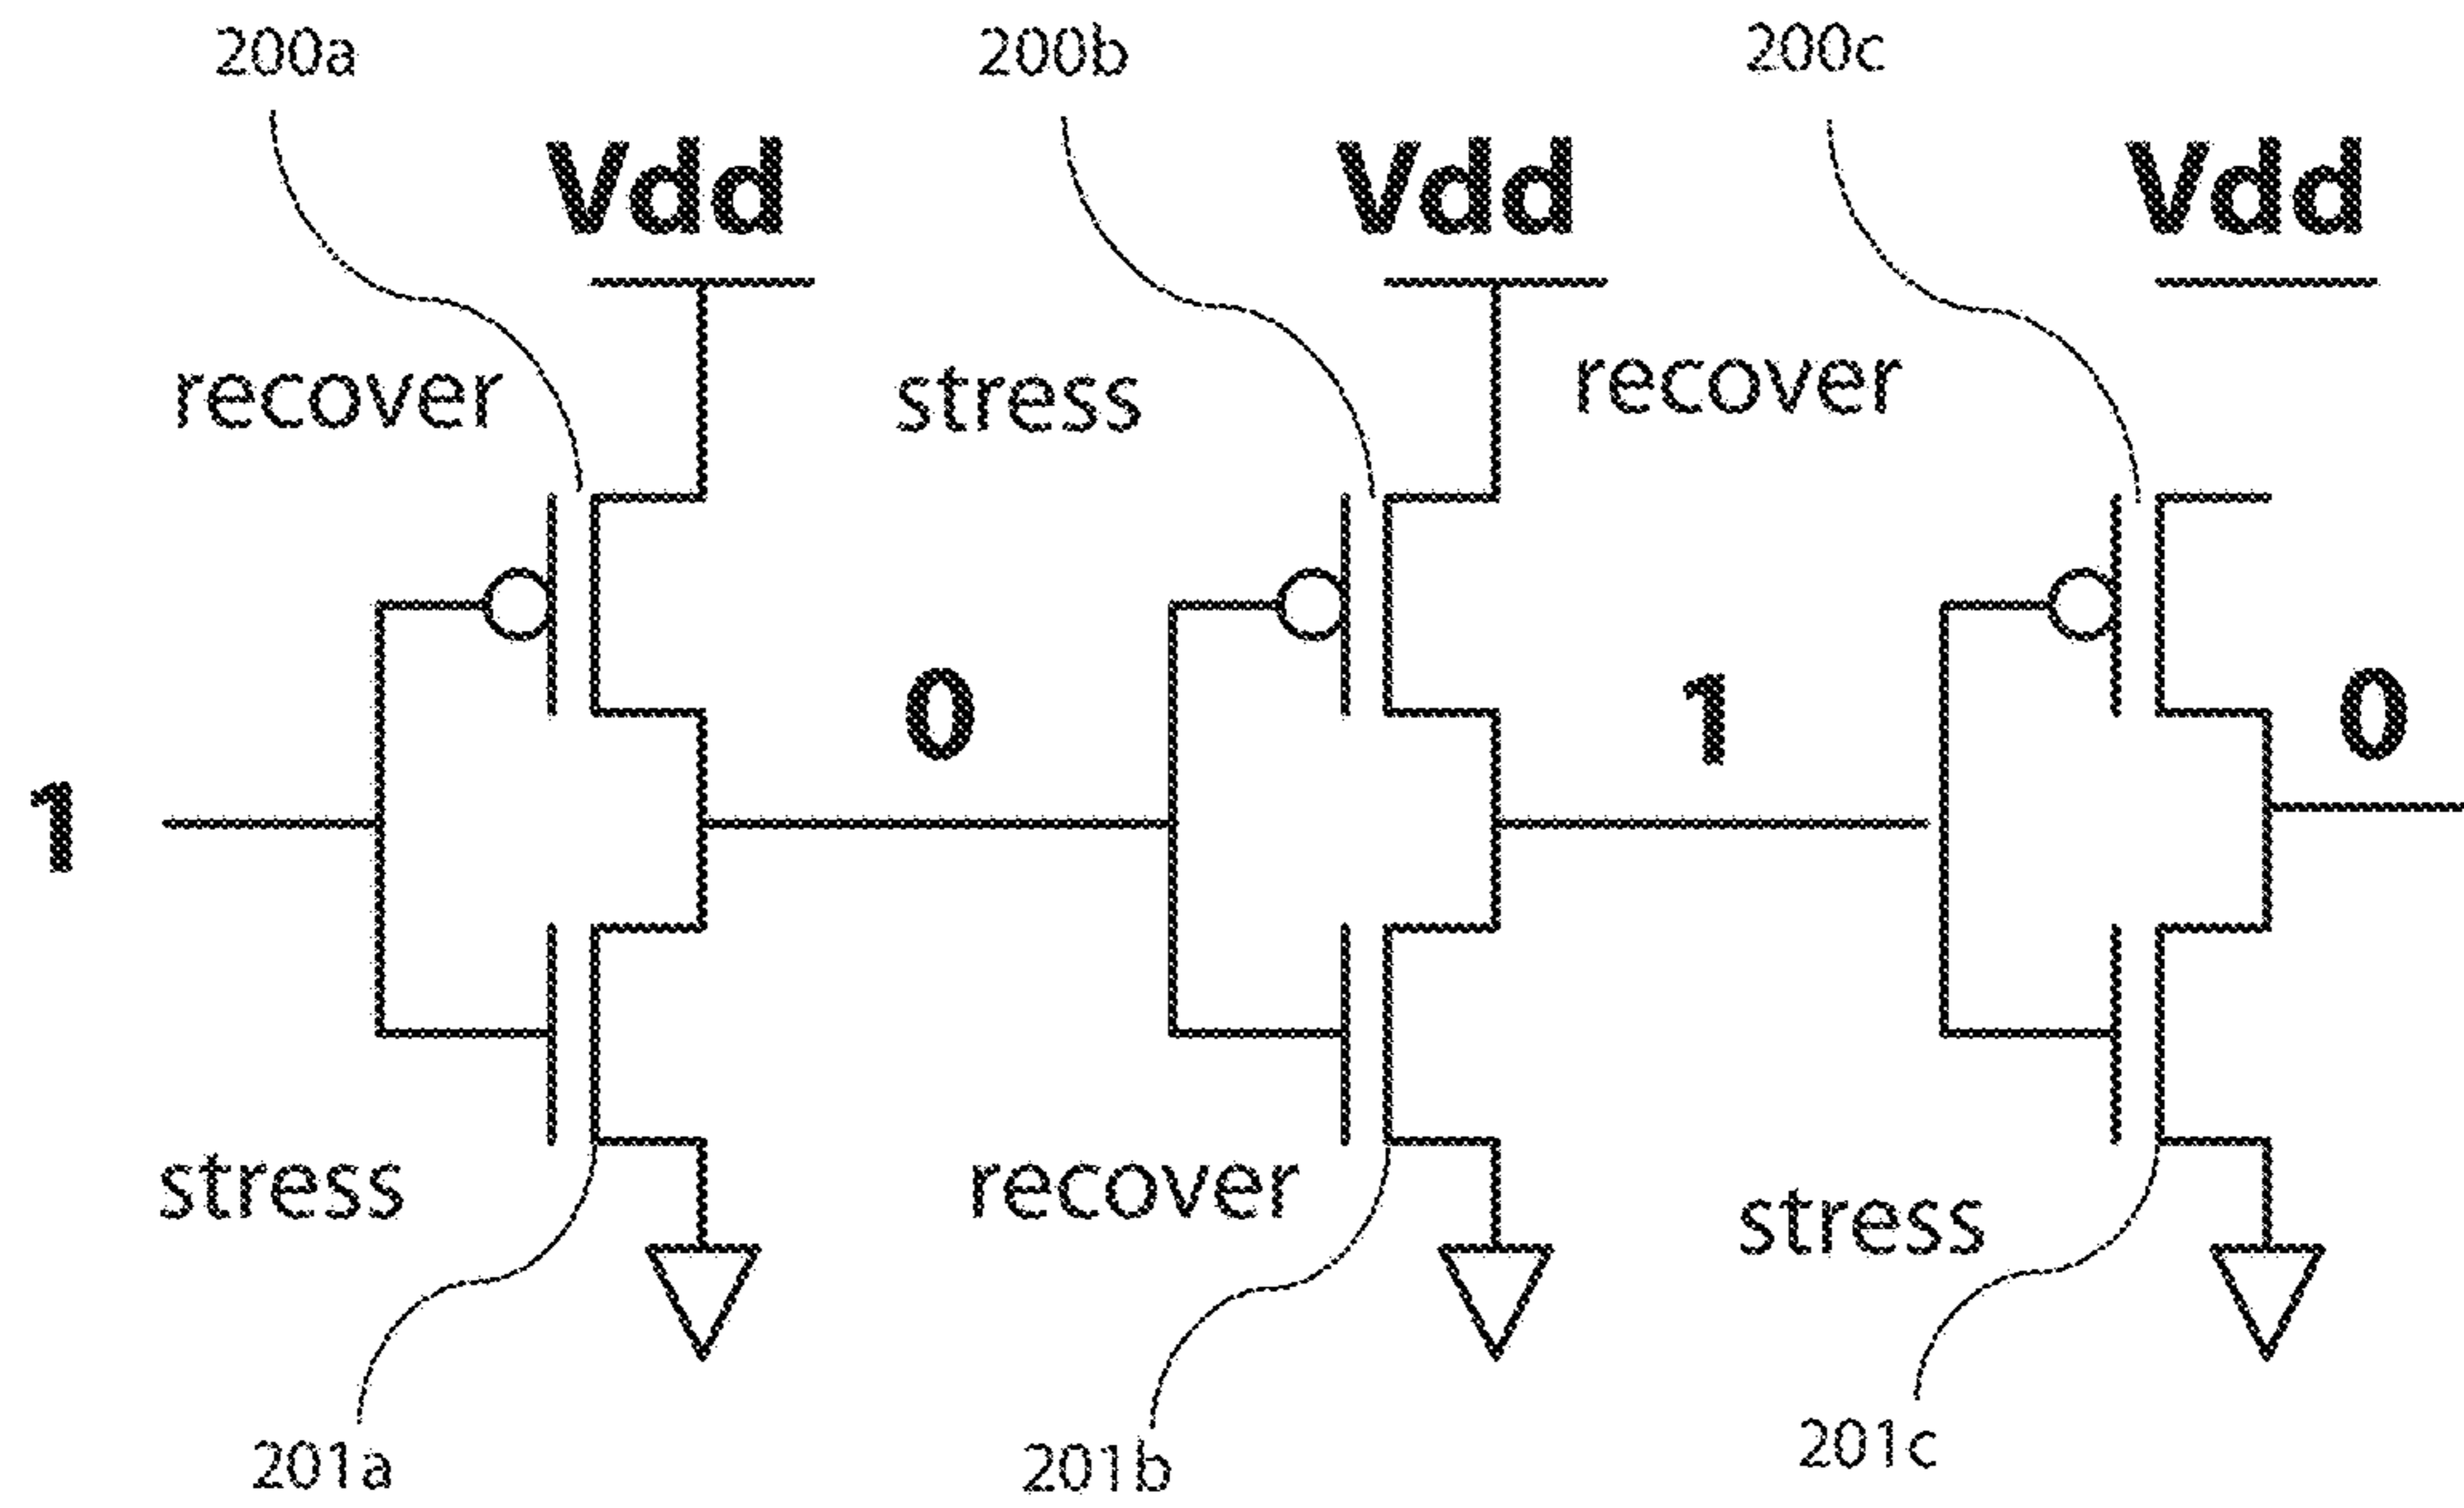 200a 200b 200c
Vdd Vdd Vdd
recover stress recover
0 1 0
1
stress recover stress
201a 201b 201c